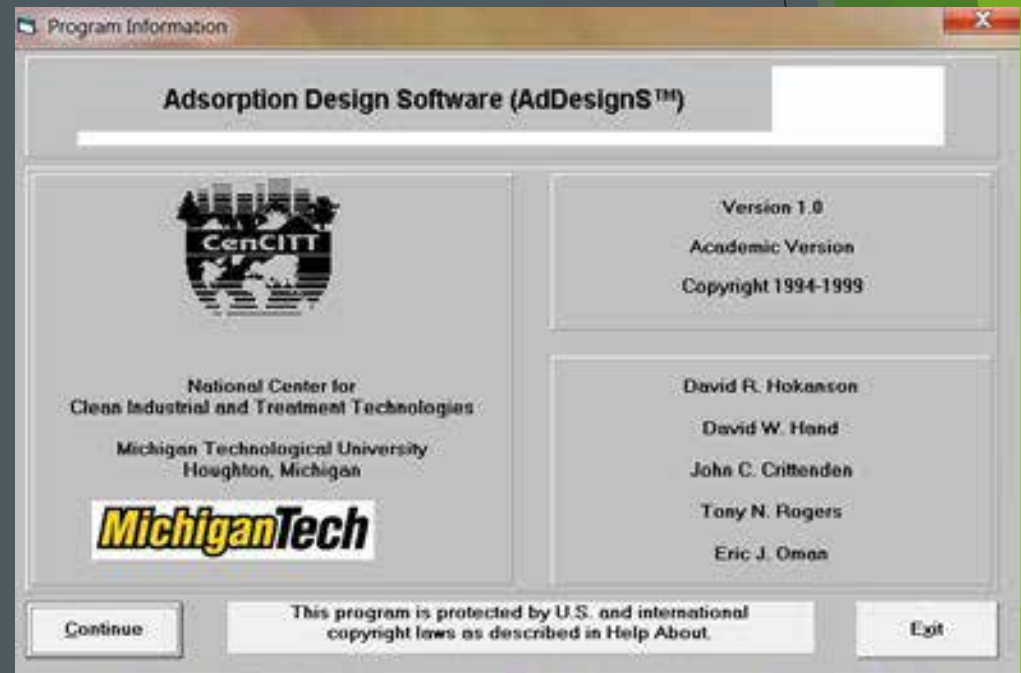 Program Information
Adsorption Design Software (AdDesignS™)
CenCITT
National Center for
Clean Industrial and Treatment Technologies
Michigan Technological University
Houghton, Michigan
MichiganTech
Version 1.0
Academic Version
Copyright 1994-1999
David R. Hokanson
David W. Hand
John C. Crittenden
Tony N. Rogers
Eric J. Oman
Continue
This program is protected by U.S. and international
copyright laws as described in Help About.
Exit